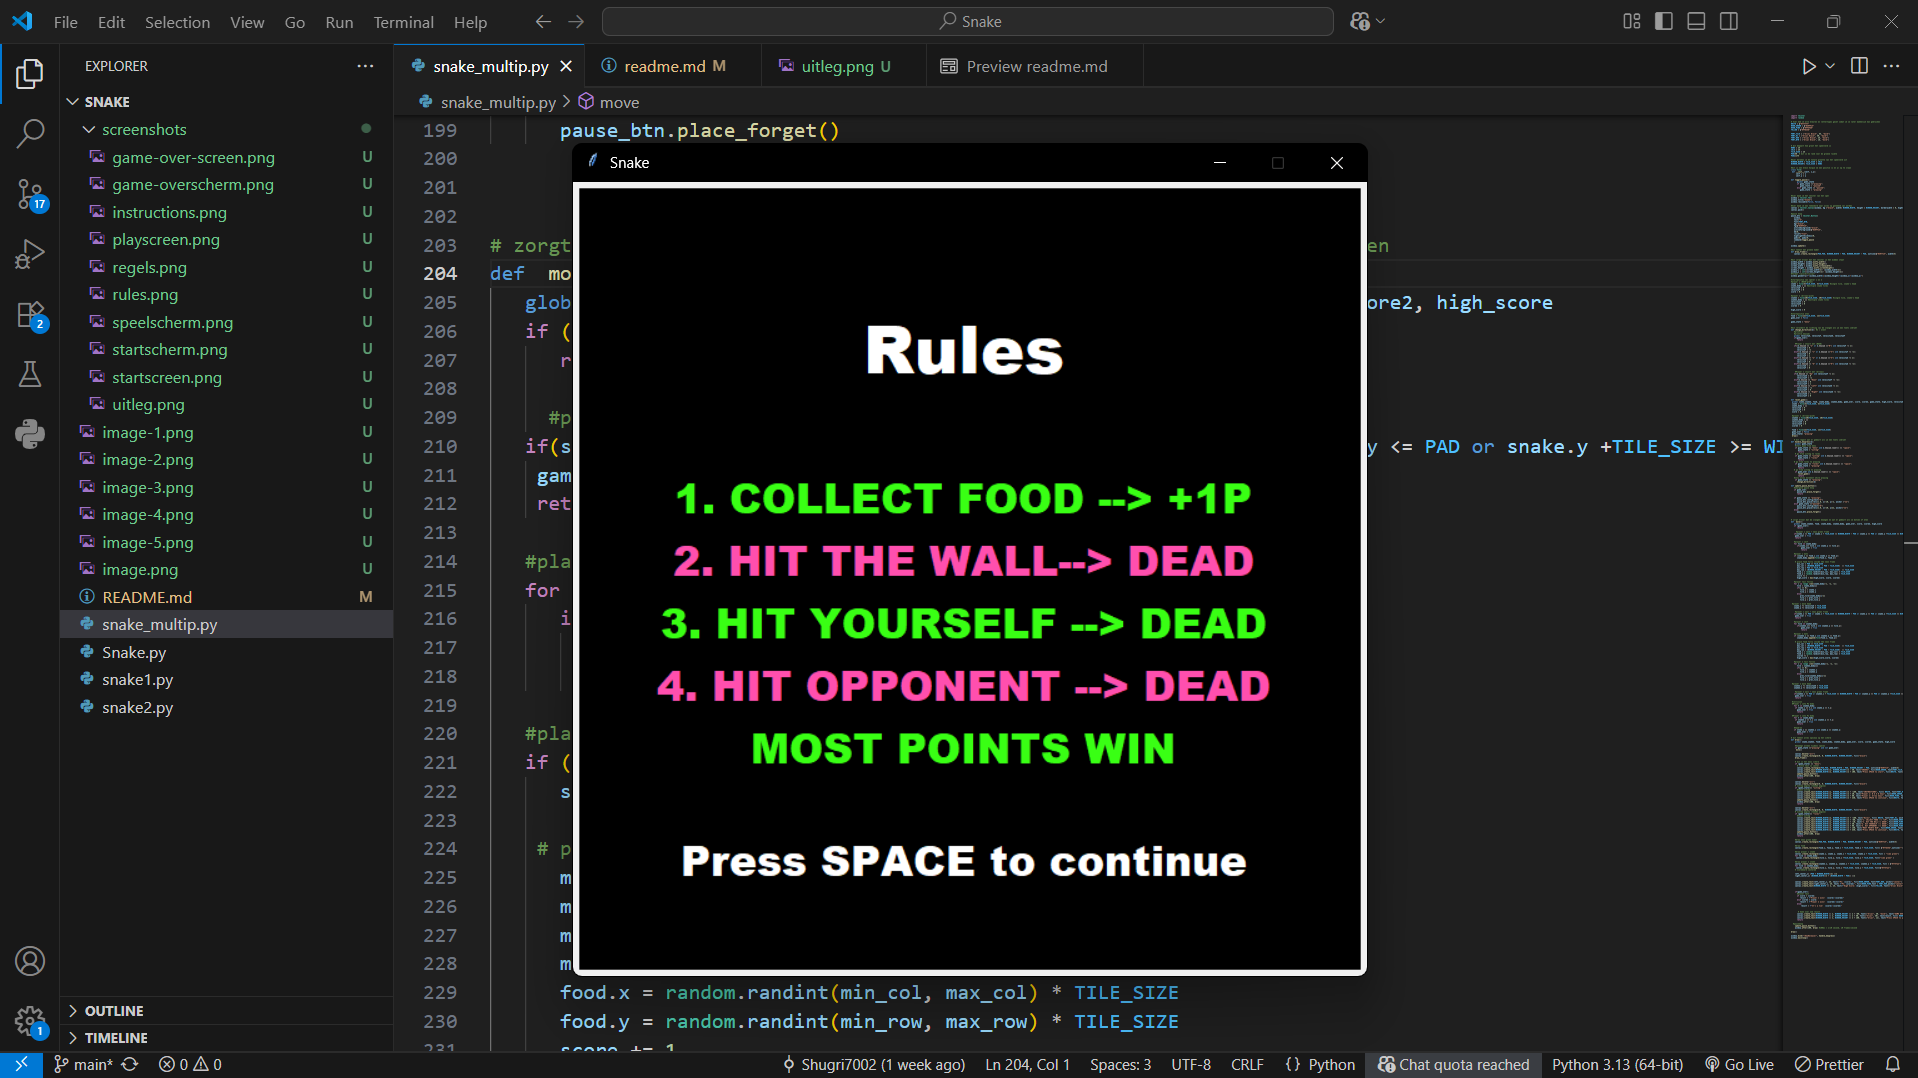 File Edit Selection View Go Run Terminal Help
Snake
EXPLORER
SNAKE
screenshots
game-over-screen.png U
game-overscherm.png U
instructions.png U
playscreen.png U
regels.png U
rules.png U
speelscherm.png U
startscherm.png U
startscreen.png U
uitleg.png U
image-1.png U
image-2.png U
image-3.png U
image-4.png U
image-5.png U
image.png U
README.md M
snake_multip.py
Snake.py
snake1.py
snake2.py
OUTLINE
TIMELINE
17
2
1
snake_multip.py
readme.md M
uitleg.png U
Preview readme.md
snake_multip.py > move
199 pause_btn.place_forget()
200
201
202
203 # zorgt en
204 def mo
205 glob ore2, high_score
206 if (
207 r
208
209 #p
210 if(s y <= PAD or snake.y +TILE_SIZE >= WI
211 gam
212 ret
213
214 #pla
215 for
216 i
217
218
219
220 #pla
221 if (
222 s
223
224 # p
225 m
226 m
227 m
228 m
229 food.x = random.randint(min_col, max_col) * TILE_SIZE
230 food.y = random.randint(min_row, max_row) * TILE_SIZE
231 score += 1
Snake
Rules
1. COLLECT FOOD --> +1P
2. HIT THE WALL--> DEAD
3. HIT YOURSELF --> DEAD
4. HIT OPPONENT --> DEAD
MOST POINTS WIN
Press SPACE to continue
main* 0 0 Shugri7002 (1 week ago) Ln 204, Col 1 Spaces: 3 UTF-8 CRLF {} Python Chat quota reached Python 3.13 (64-bit) Go Live Prettier